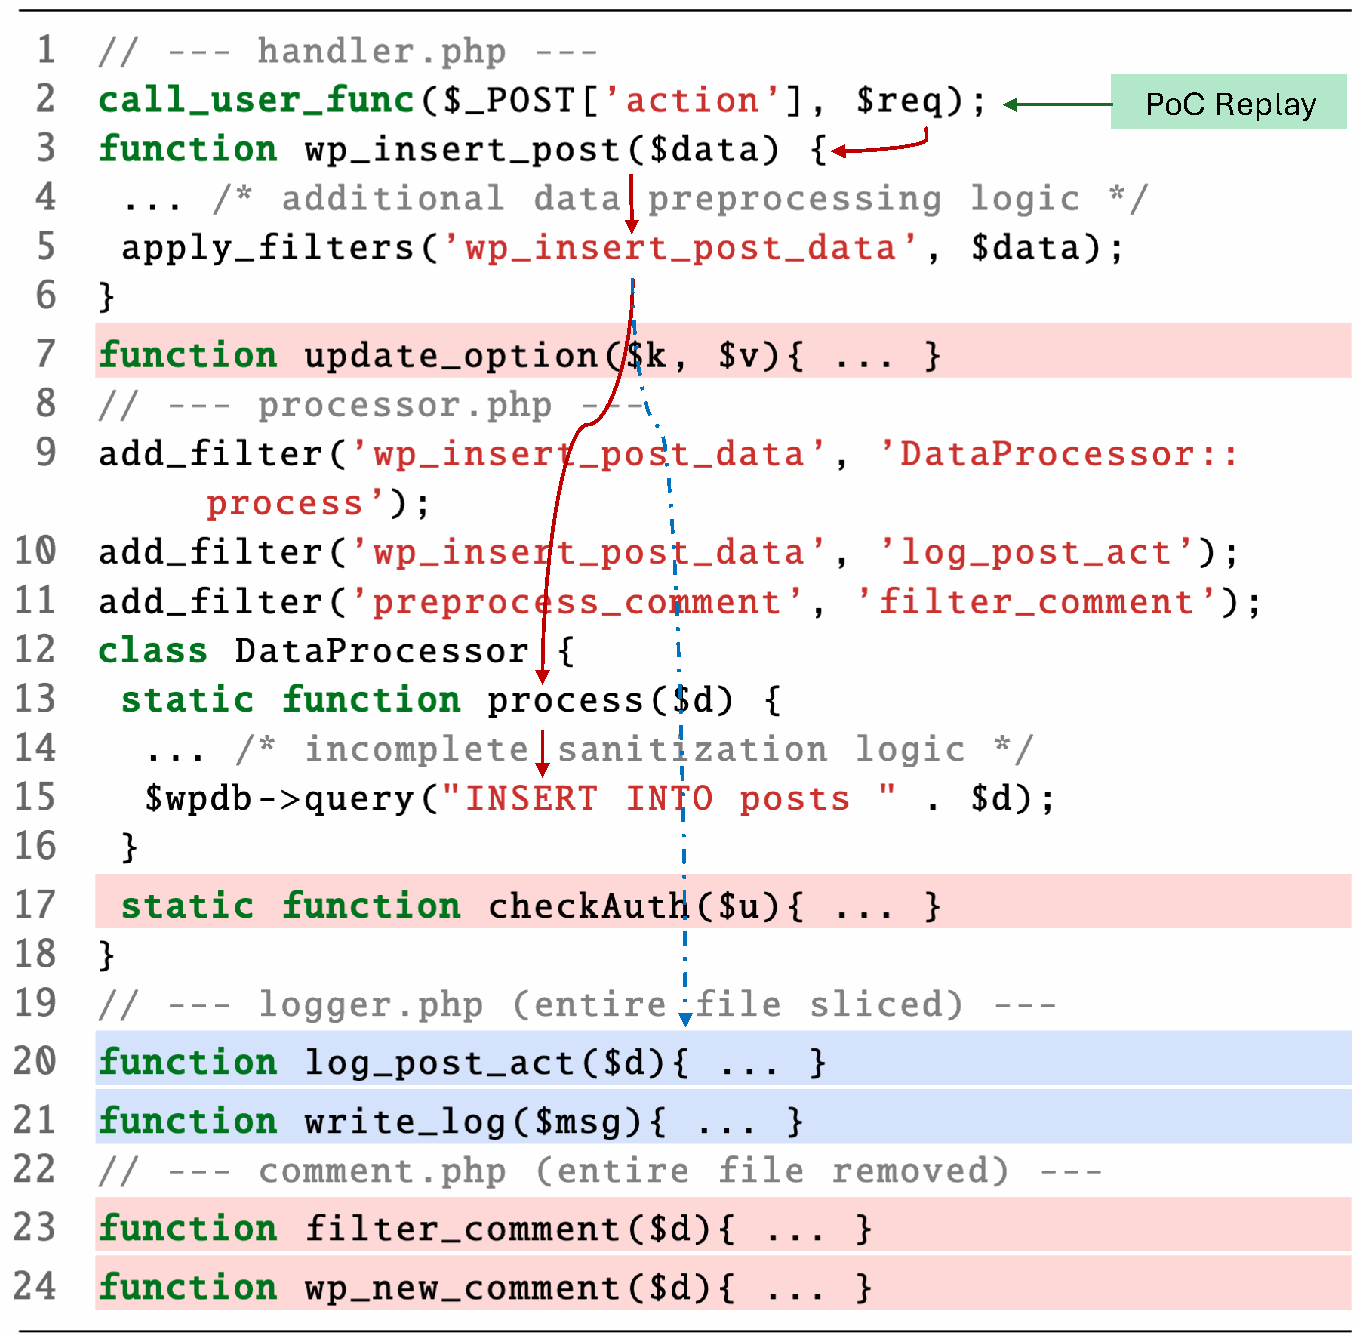 1 // --- handler.php ---
2 call_user_func($_POST['action'], $req); PoC Replay
3 function wp_insert_post($data) {
4 ... /* additional data preprocessing logic */
5 apply_filters('wp_insert_post_data', $data);
6 }
7 function update_option($k, $v){ ... }
8 // --- processor.php ---
9 add_filter('wp_insert_post_data', 'DataProcessor::
process');
10 add_filter('wp_insert_post_data', 'log_post_act');
11 add_filter('preprocess_comment', 'filter_comment');
12 class DataProcessor {
13 static function process($d) {
14 ... /* incomplete sanitization logic */
15 $wpdb->query("INSERT INTO posts " . $d);
16 }
17 static function checkAuth($u){ ... }
18 }
19 // --- logger.php (entire file sliced) ---
20 function log_post_act($d){ ... }
21 function write_log($msg){ ... }
22 // --- comment.php (entire file removed) ---
23 function filter_comment($d){ ... }
24 function wp_new_comment($d){ ... }